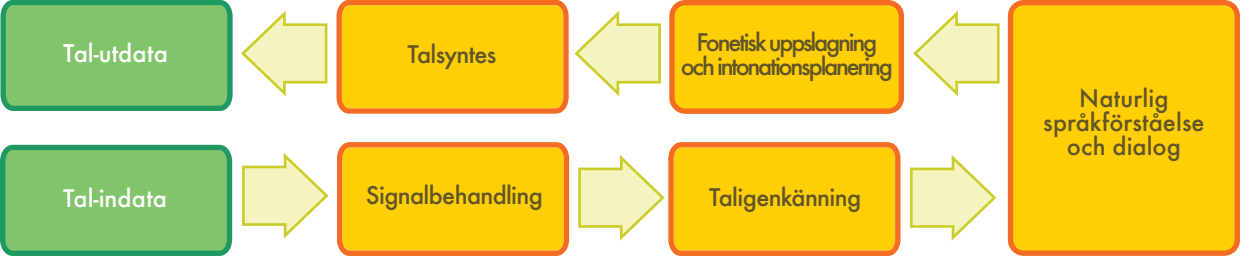 Tal-utdata
Talsyntes
Fonetisk uppslagning
och intonationsplanering
Naturlig
språkförståelse
och dialog
Tal-indata
Signalbehandling
Taligenkänning